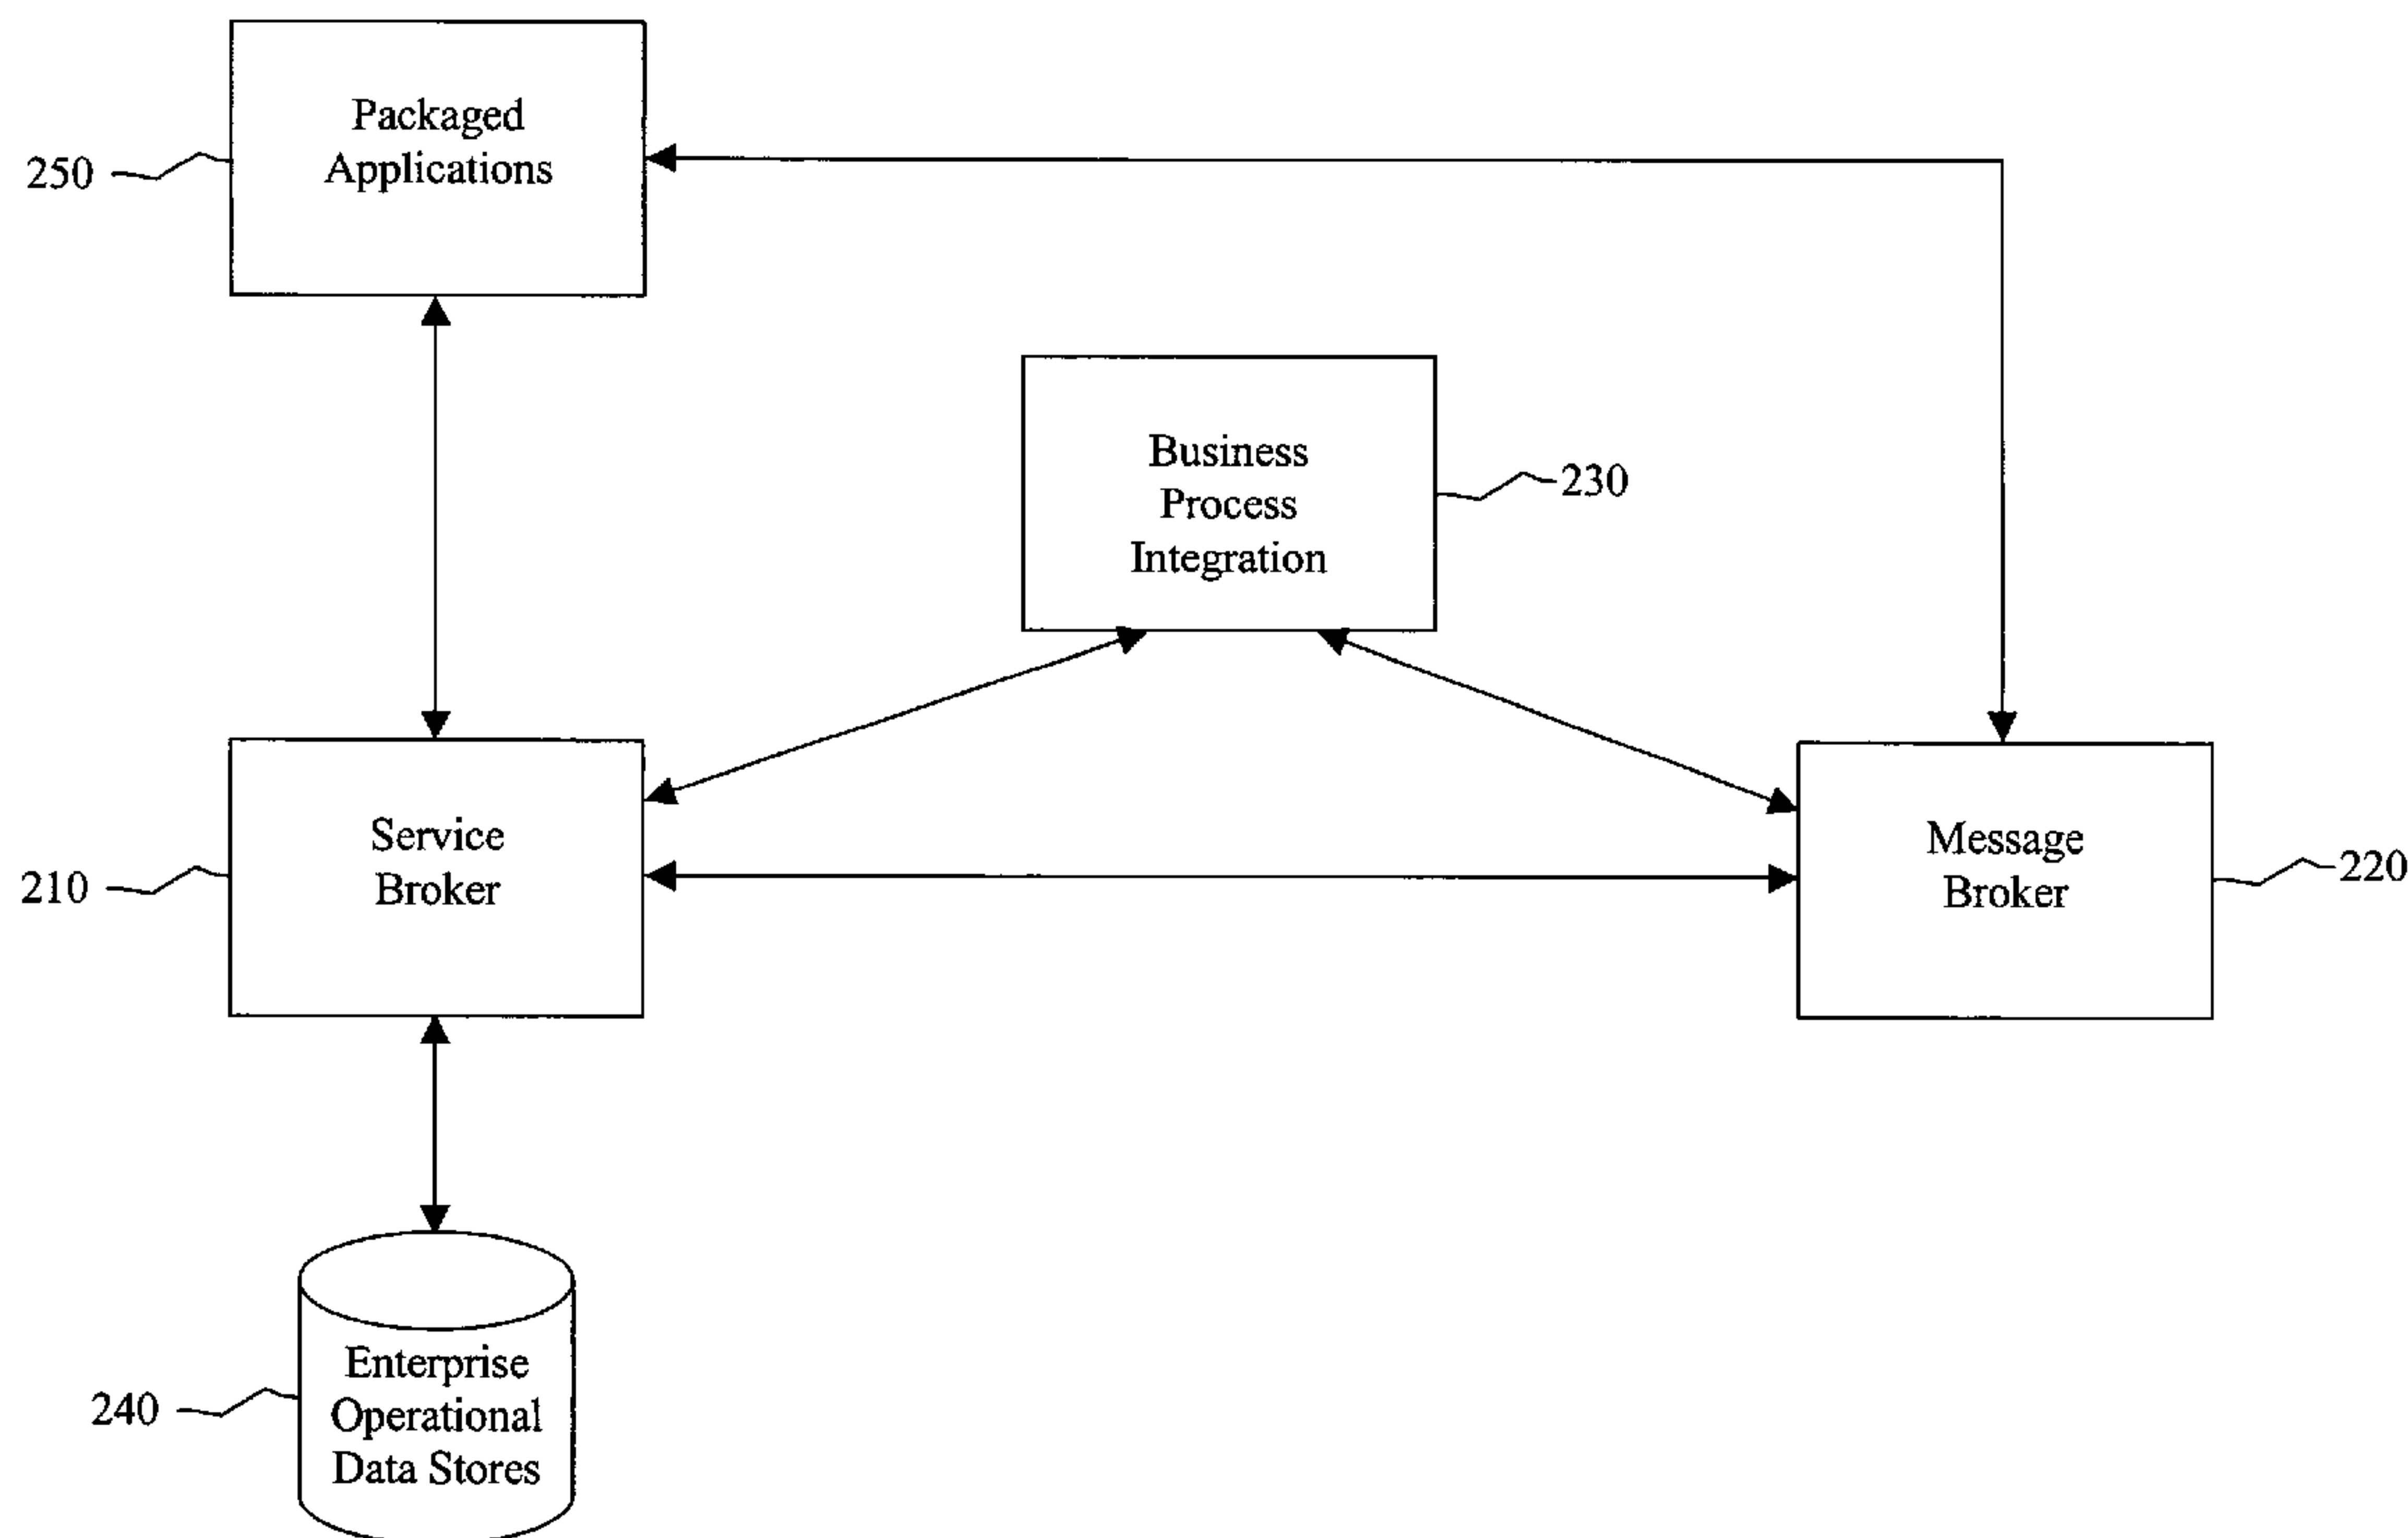 Packaged
Applications
250
Business
Process
Integration
230
Service
Broker
210
Message
Broker
220
Enterprise
Operational
Data Stores
240